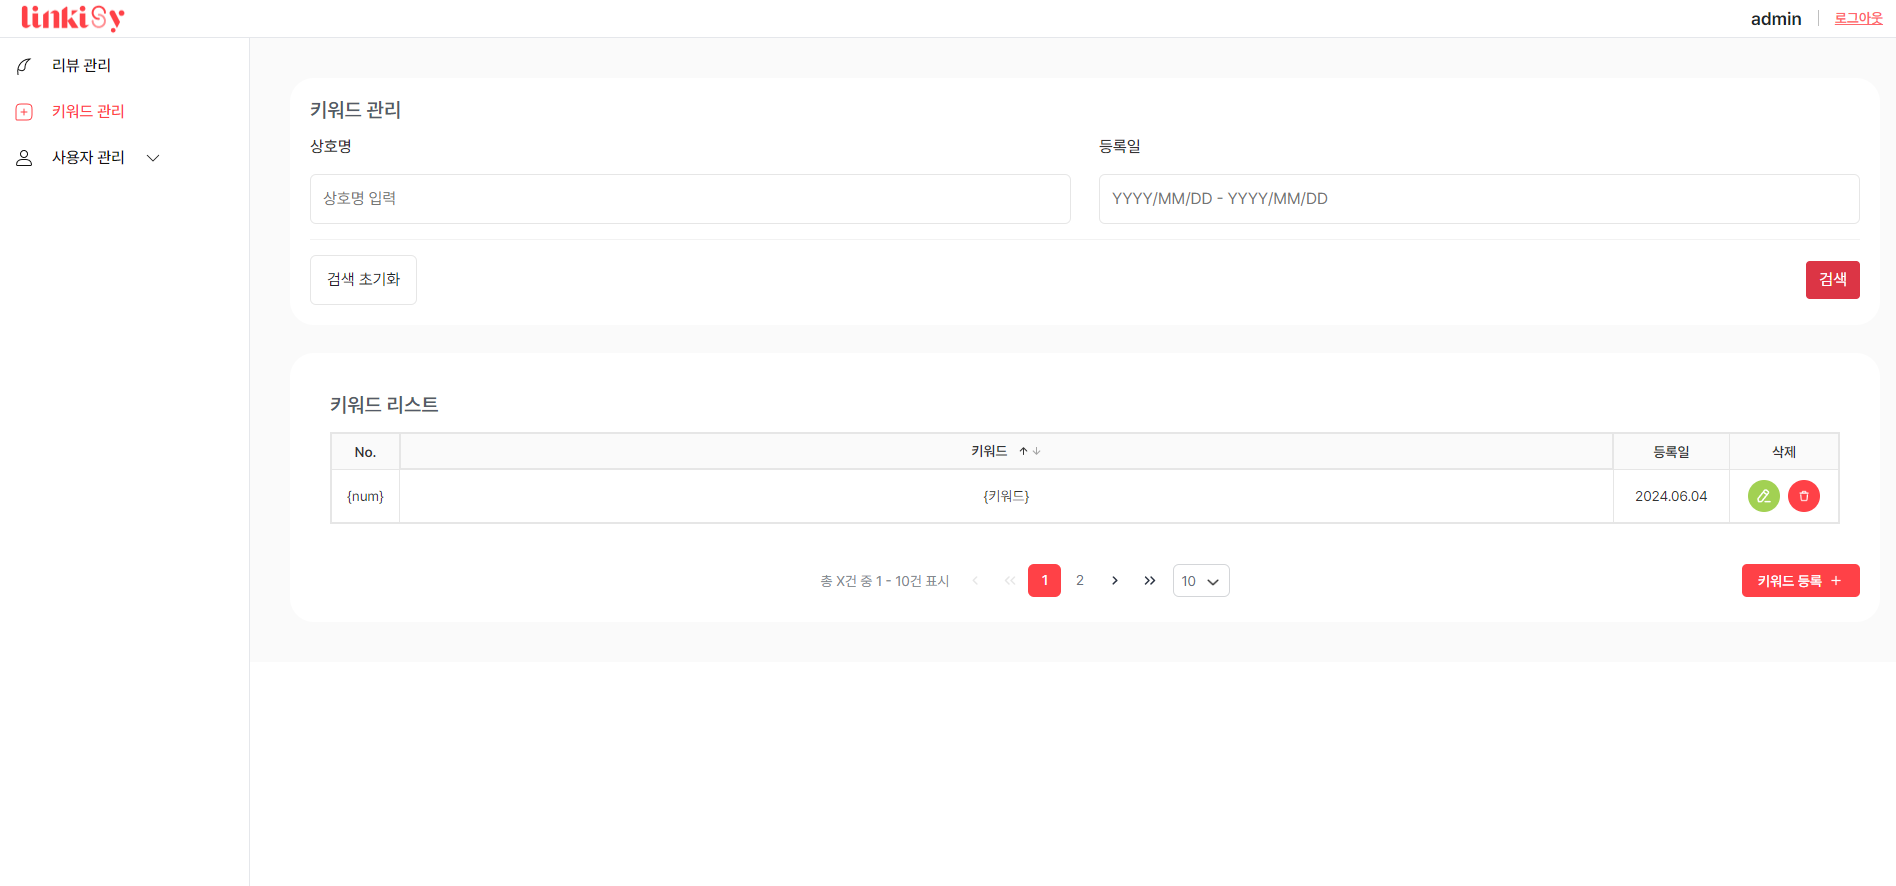 linkisy
admin 로그아웃
리뷰 관리
키워드 관리
사용자 관리
키워드 관리
상호명 등록일
상호명 입력 YYYY/MM/DD - YYYY/MM/DD
검색 초기화 검색
키워드 리스트
No. 키워드 ↑↓ 등록일 삭제
{num} {키워드} 2024.06.04
총 X건 중 1 - 10건 표시 ‹ « 1 2 › » 10 키워드 등록 +